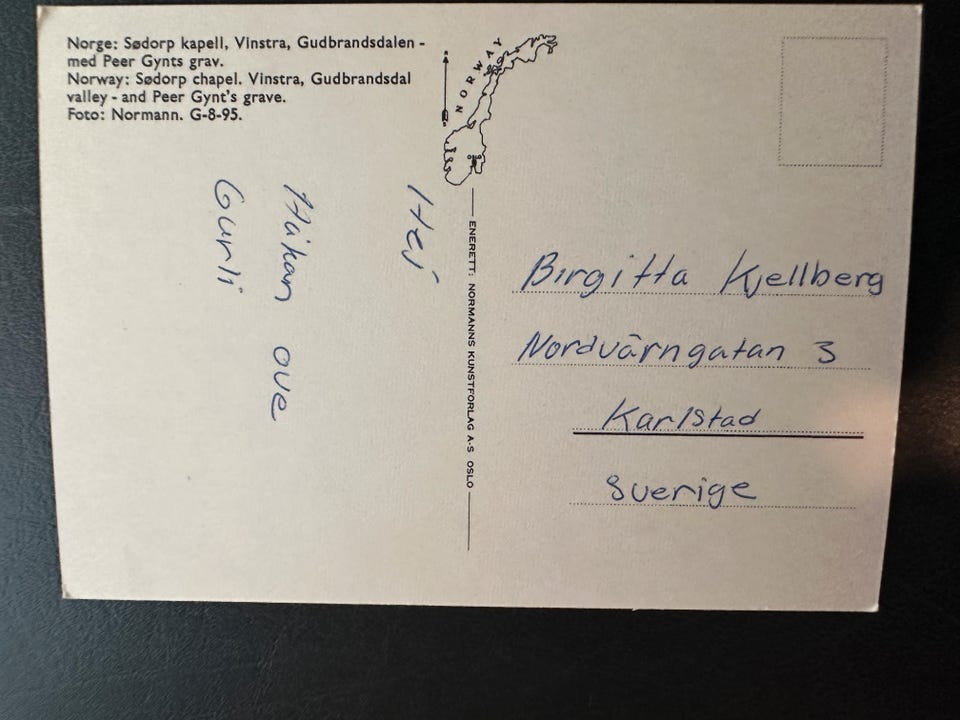 Norge: Sødorp kapell, Vinstra, Gudbrandsdalen -
med Peer Gynts grav.
Norway: Sødorp chapel. Vinstra, Gudbrandsdal
valley - and Peer Gynt's grave.
Foto: Normann. G-8-95.
NORWAY
Hej
Håkan ove
Gurli
ENERETT: NORMANNS KUNSTFORLAG A-S OSLO
Birgitta Kjellberg
Nordvärngatan 3
Karlstad
Sverige